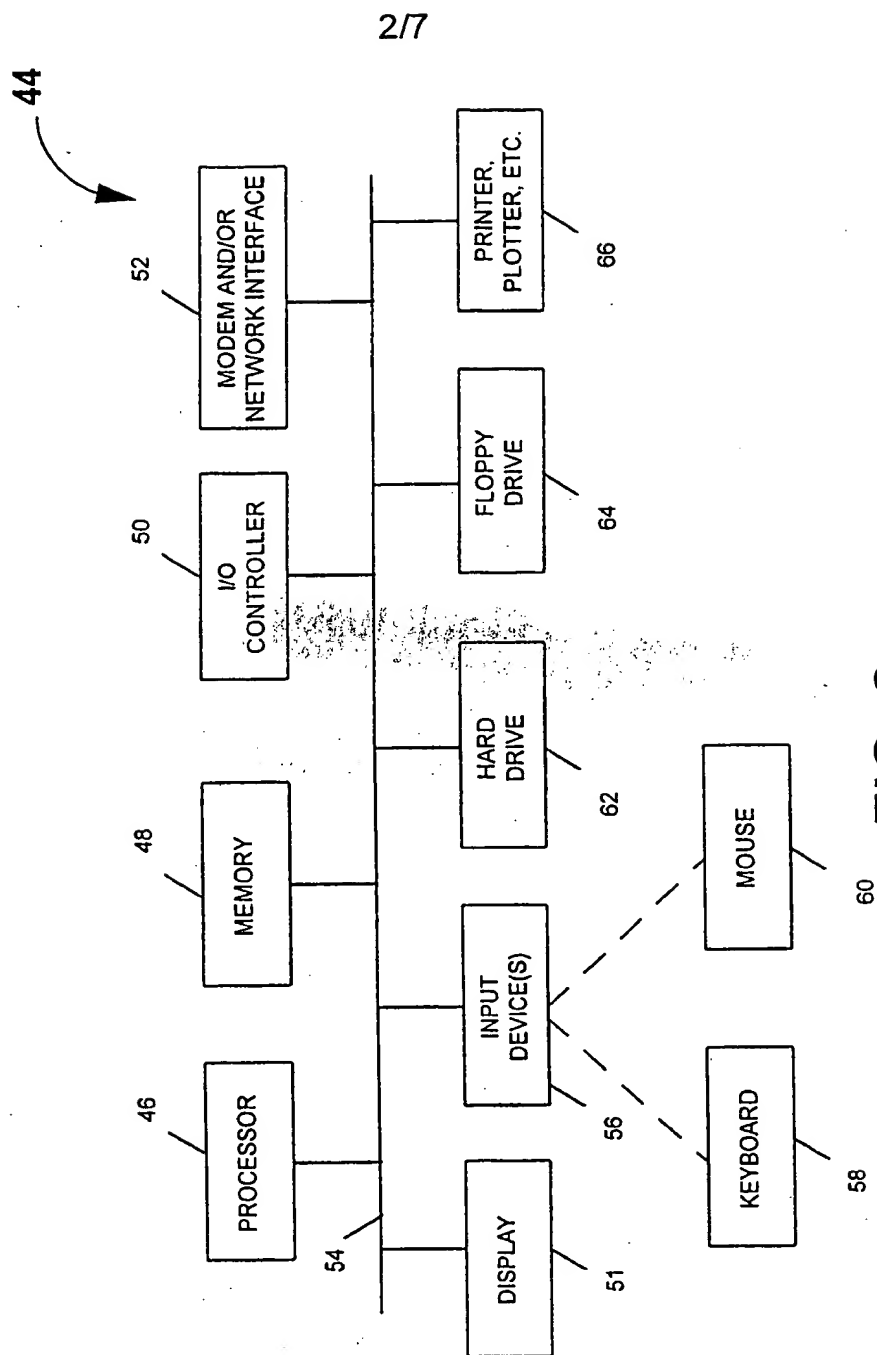 2/7
44
46
PROCESSOR
48
MEMORY
50
I/O
CONTROLLER
52
MODEM AND/OR
NETWORK INTERFACE
54
DISPLAY
51
INPUT
DEVICE(S)
56
HARD
DRIVE
62
FLOPPY
DRIVE
64
PRINTER,
PLOTTER, ETC.
66
KEYBOARD
58
MOUSE
60